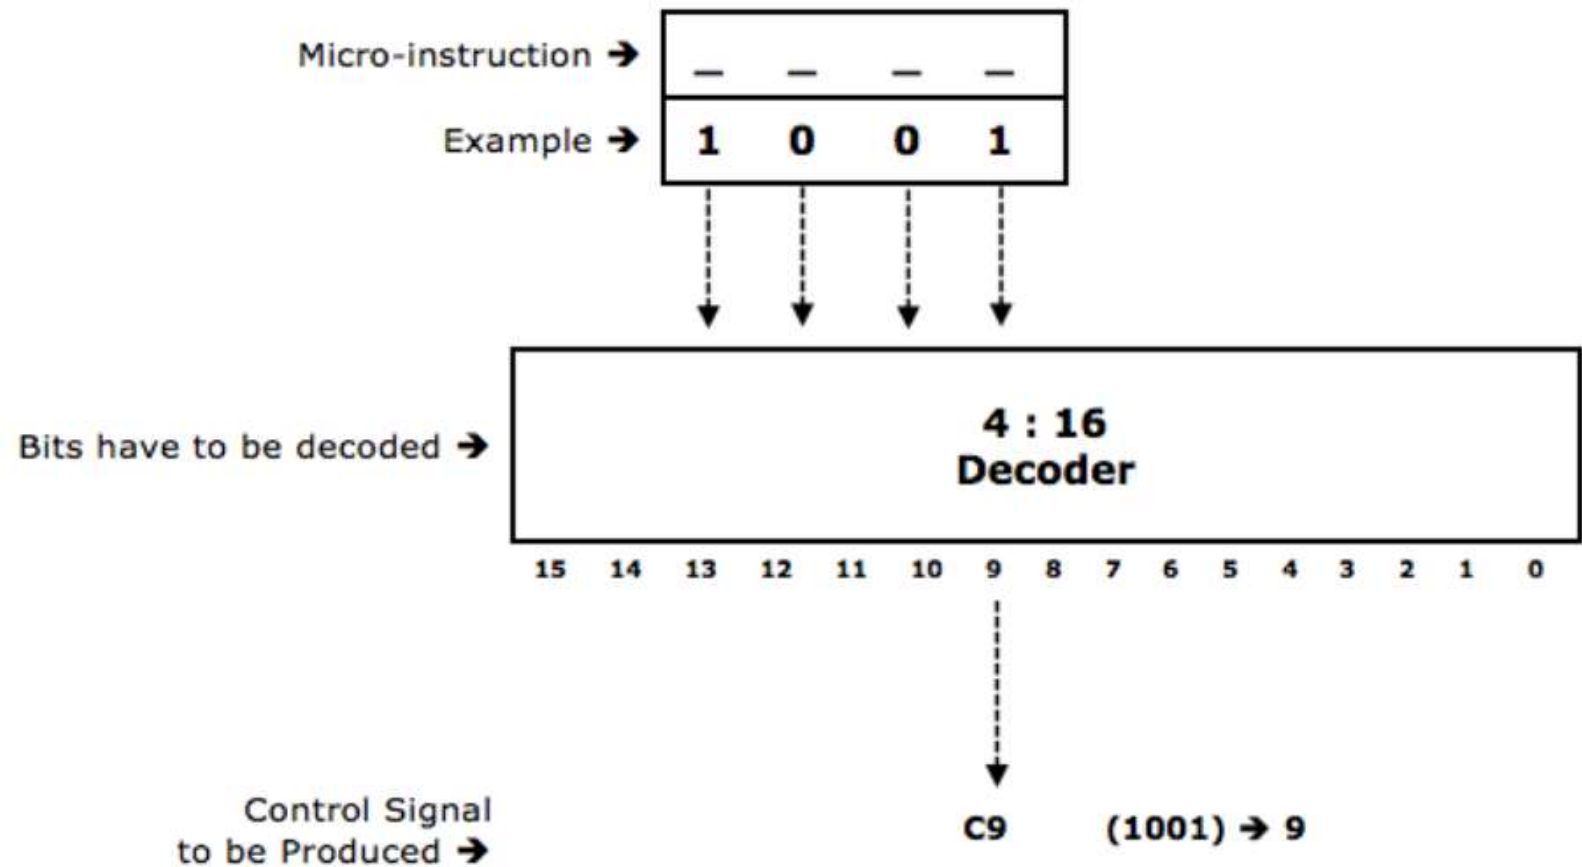 Micro-instruction ➔ _ _ _ _
Example ➔ 1 0 0 1
4 : 16
Bits have to be decoded ➔
Decoder
15 14 13 12 11 10 9 8 7 6 5 4 3 2 1 0
Control Signal
to be Produced ➔
C9 (1001) ➔ 9